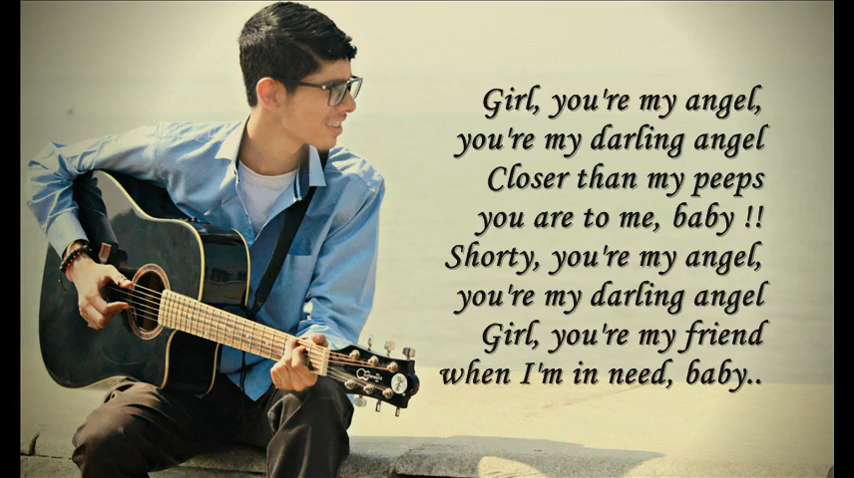 Girl, you're my angel,
you're my darling angel
Closer than my peeps
you are to me, baby !!
Shorty, you're my angel,
you're my darling angel
Girl, you're my friend
when I'm in need, baby..